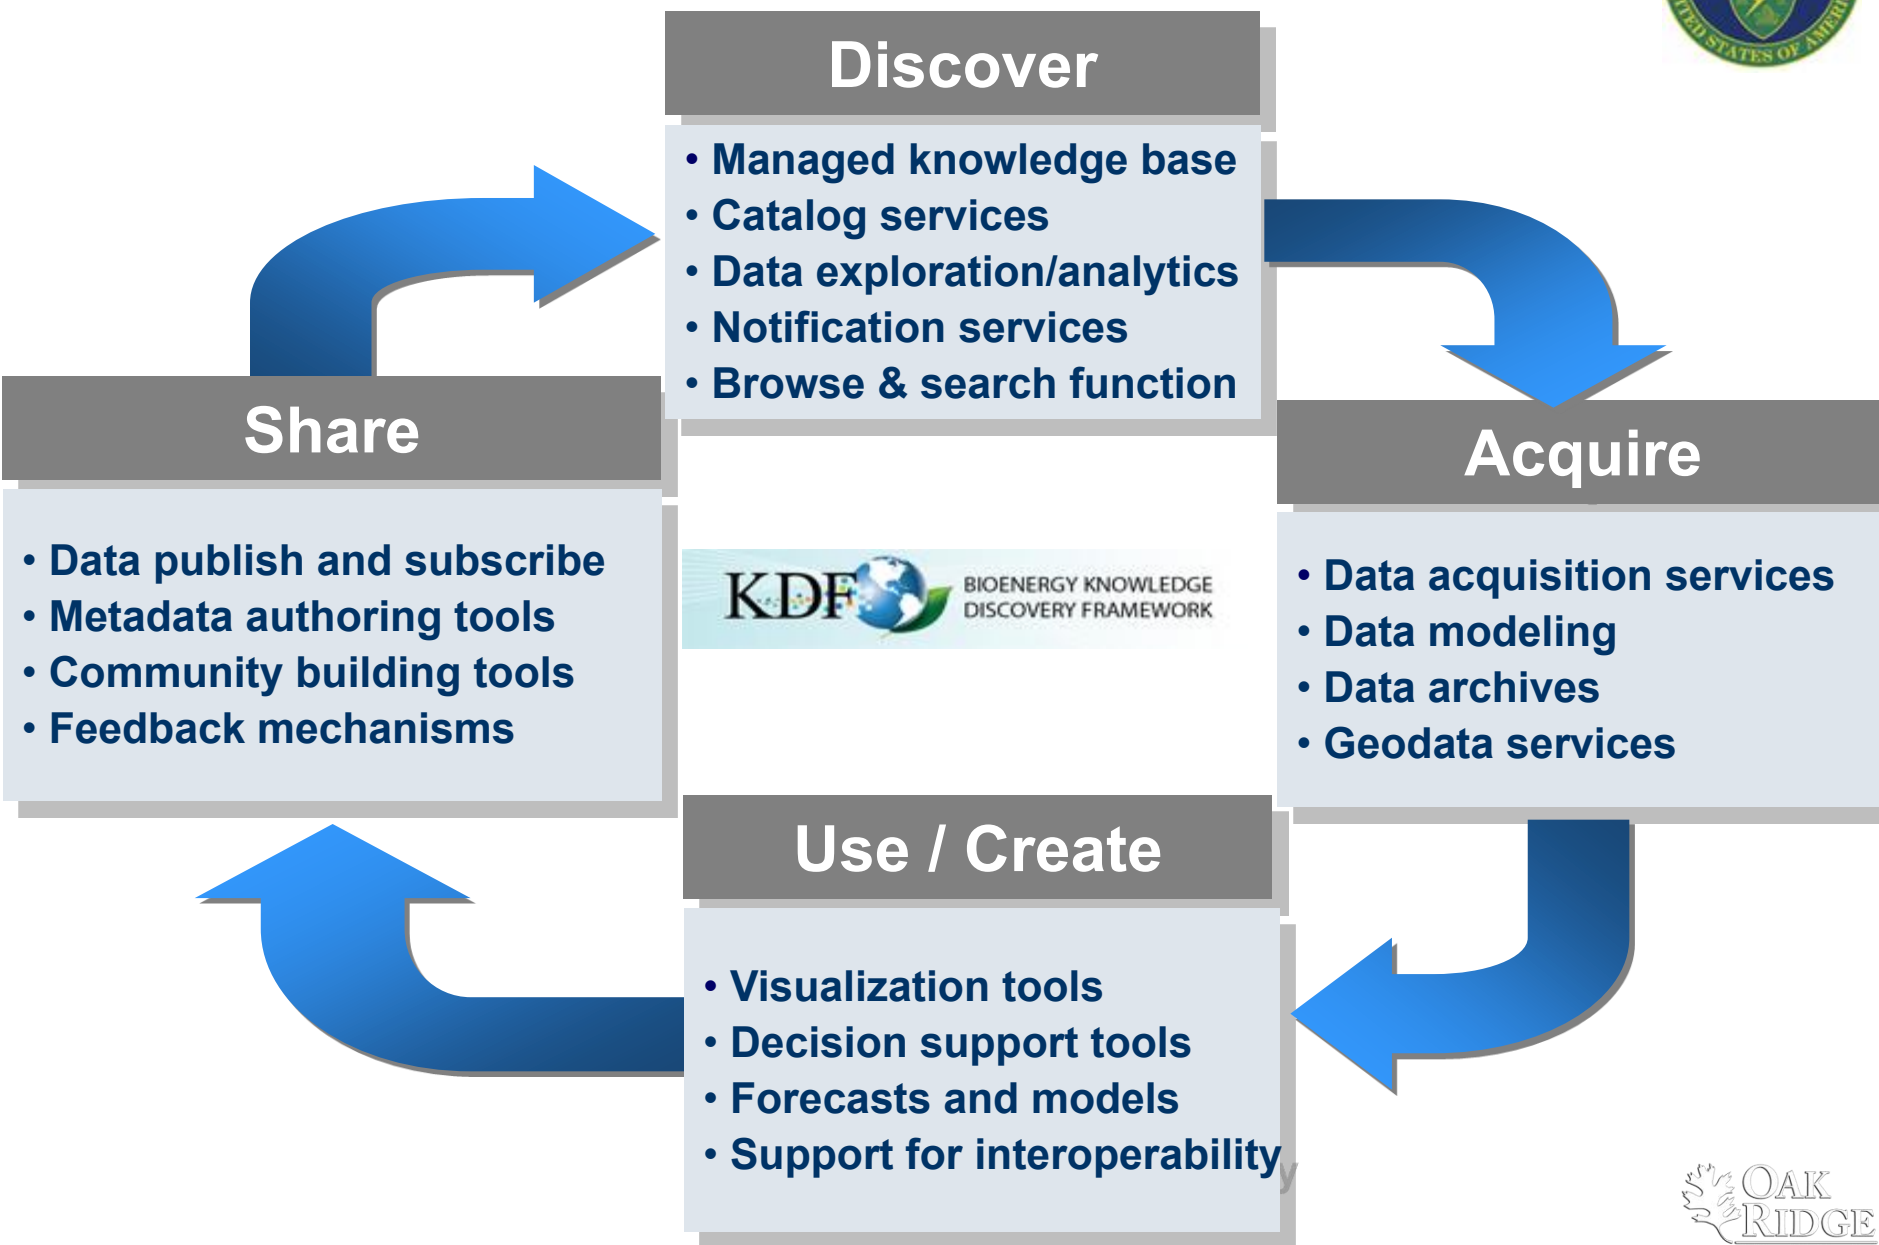 Discover
• Managed knowledge base
• Catalog services
• Data exploration/analytics
• Notification services
• Browse & search function
Share
• Data publish and subscribe
• Metadata authoring tools
• Community building tools
• Feedback mechanisms
Acquire
• Data acquisition services
• Data modeling
• Data archives
• Geodata services
KDF
BIOENERGY KNOWLEDGE
DISCOVERY FRAMEWORK
Use / Create
• Visualization tools
• Decision support tools
• Forecasts and models
• Support for interoperability
OAK
RIDGE
STATES OF